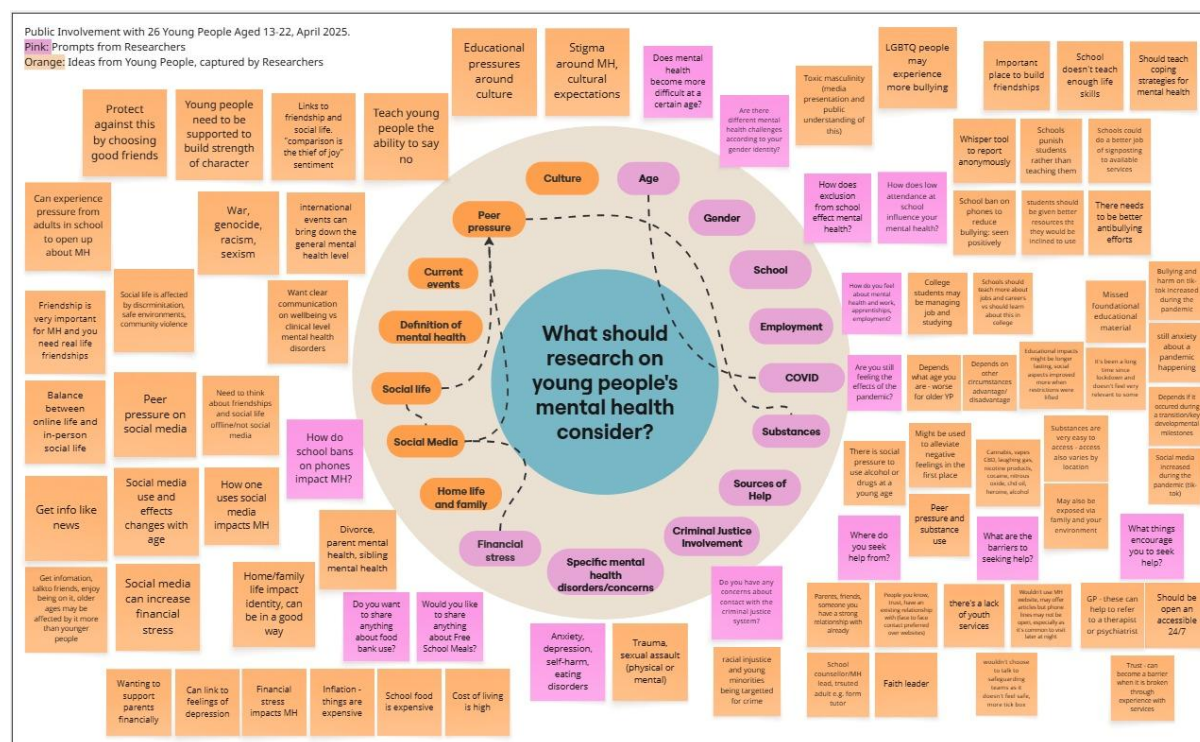 Public Involvement with 26 Young People Aged 13-22, April 2025.
Pink: Prompts from Researchers
Orange: Ideas from Young People, captured by Researchers
Educational
pressures
around
culture
Stigma
around MH,
cultural
expectations
Does mental
health
become more
difficult at a
certain age?
Are there
different mental
health challenges
according to your
gender identity?
Toxic masculinity
(media
presentation and
public
understanding of
this)
LGBTQ people
may
experience
more bullying
Important
place to build
friendships
School
doesn't teach
enough life
skills
Should teach
coping
strategies for
mental health
Protect
against this
by choosing
good friends
Young people
need to be
supported to
build strength
of character
Links to
friendship and
social life.
"comparison is
the thief of joy"
sentiment
Teach young
people the
ability to say
no
Whisper tool
to report
anonymously
Schools
punish
students
rather than
teaching them
Schools could
do a better job
of signposting
to available
services
Can experience
pressure from
adults in school
to open up
about MH
War,
genocide,
racism,
sexism
international
events can
bring down
the general
mental health
level
How does
exclusion
from school
effect mental
health?
How does low
attendance at
school
influence your
mental health?
School ban on
phones to
reduce
bullying: seen
positively
students should
be given better
resources tht
they would be
inclined to use
There needs
to be better
antibullying
efforts
Friendship is
very important
for MH and you
need real life
friendships
Social life is affected
by discrmiination,
safe environments,
community violence
Want clear
communication
on wellbeing vs
clinical level
mental health
disorders
How do you feel
about mental
health and work,
apprenticeships,
employment?
College
students may
be managing
job and
studying
Schools should
teach more about
jobs and careers
vs should learn
about this in
college
Missed
foundational
educational
material
Bullying and
harm on tik-
tok increased
during the
pandemic
Are you still
feeling the
effects of the
pandemic?
Depends
what age you
are - worse
for older YP
Depends on
other
circumstances
advantage/
disadvantage
Educational impacts
might be longer
lasting, social
aspects improved
more when
restrictions were
lifted
It's been a long
time since
lockdown and
doesn't feel very
relevant to some
still anxiety
about a
pandemic
happening
Balance
between
online life and
in-person
social life
Peer
pressure on
social media
Need to think
about friendships
and social life
offline/not social
media
How do
school bans
on phones
impact MH?
Depends if it
occured during
a transition/key
developmental
milestones
There is social
pressure to
use alcohol or
drugs at a
young age
Might be used
to alleviate
negative
feelings in the
first place
Cannabis, vapes
CBD, laughing gas,
nicotine products,
cocaine, nitrous
oxide, chd oil,
heroine, alcohol
Substances are
very easy to
access - access
also varies by
location
Social media
increased
during the
pandemic (tik-
tok)
Get info like
news
Social media
use and
effects
changes with
age
How one
uses social
media
impacts MH
Peer
pressure and
substance
use
May also be
exposed via
family and your
environment
Where do
you seek
help from?
What are the
barriers to
seeking help?
What things
encourage you
to seek help?
Get infomation,
talkto friends, enjoy
being on it, older
ages may be
affected by it more
than younger
people
Social media
can increase
financial
stress
Home/family
life impact
identity, can
be in a good
way
Divorce,
parent mental
health, sibling
mental health
Do you want
to share
anything
about food
bank use?
Would you like
to share
anything
about Free
School Meals?
Anxiety,
depression,
self-harm,
eating
disorders
Trauma,
sexual assault
(physical or
mental)
Do you have any
concerns about
contact with the
criminal justice
system?
racial injustice
and young
minorities
being targetted
for crime
Parents, friends,
someone you
have a strong
relationship with
already
People you know,
trust, have an
existing relationship
with (face to face
contact preferred
over websites)
there's a lack
of youth
services
Wouldn't use MH
website, may offer
articles but phone
lines may not be
open, especially as
it's common to visit
later at night
GP - these can
help to refer
to a therapist
or psychiatrist
Should be
open an
accessible
24/7
School
counsellor/MH
lead, trsuted
adult e.g. form
tutor
Faith leader
wouldn't choose
to talk to
safeguarding
teams as it
doesn't feel safe,
more tick box
Trust - can
become a barrier
when it is broken
through
experience with
services
Wanting to
support
parents
financially
Can link to
feelings of
depression
Financial
stress
impacts MH
Inflation -
things are
expensive
School food
is expensive
Cost of living
is high
Culture
Age
Peer
pressure
Gender
Current
events
School
Definition of
mental health
Employment
Social life
COVID
Social Media
Substances
Home life
and family
Sources of
Help
Financial
stress
Criminal Justice
Involvement
Specific mental
health
disorders/concerns
What should
research on
young people's
mental health
consider?